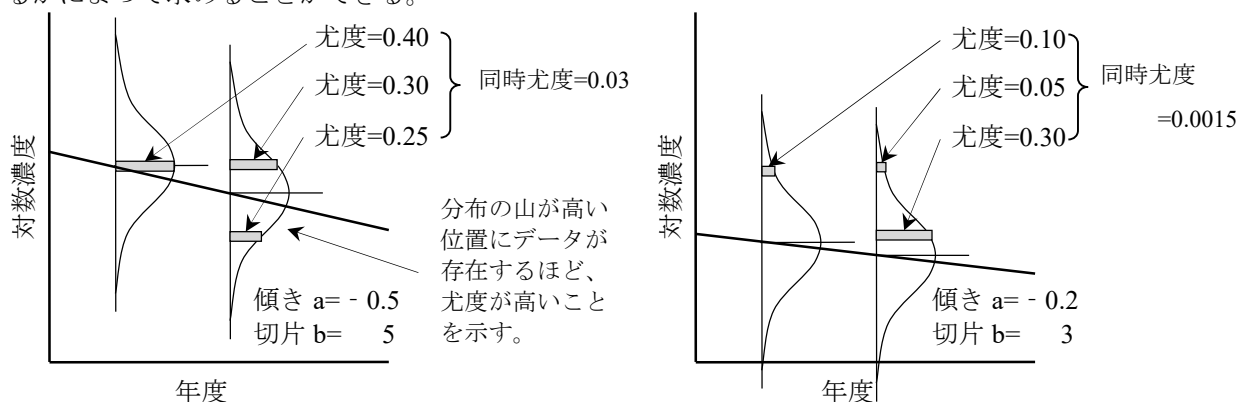 るかによって求めることができる。
尤度=0.40
尤度=0.30
尤度=0.25
同時尤度=0.03
対数濃度
分布の山が高い
位置にデータが
存在するほど、
尤度が高いこと
を示す。
傾き a=‐0.5
切片 b= 5
年度
尤度=0.10
尤度=0.05
尤度=0.30
同時尤度
=0.0015
対数濃度
傾き a=‐0.2
切片 b= 3
年度